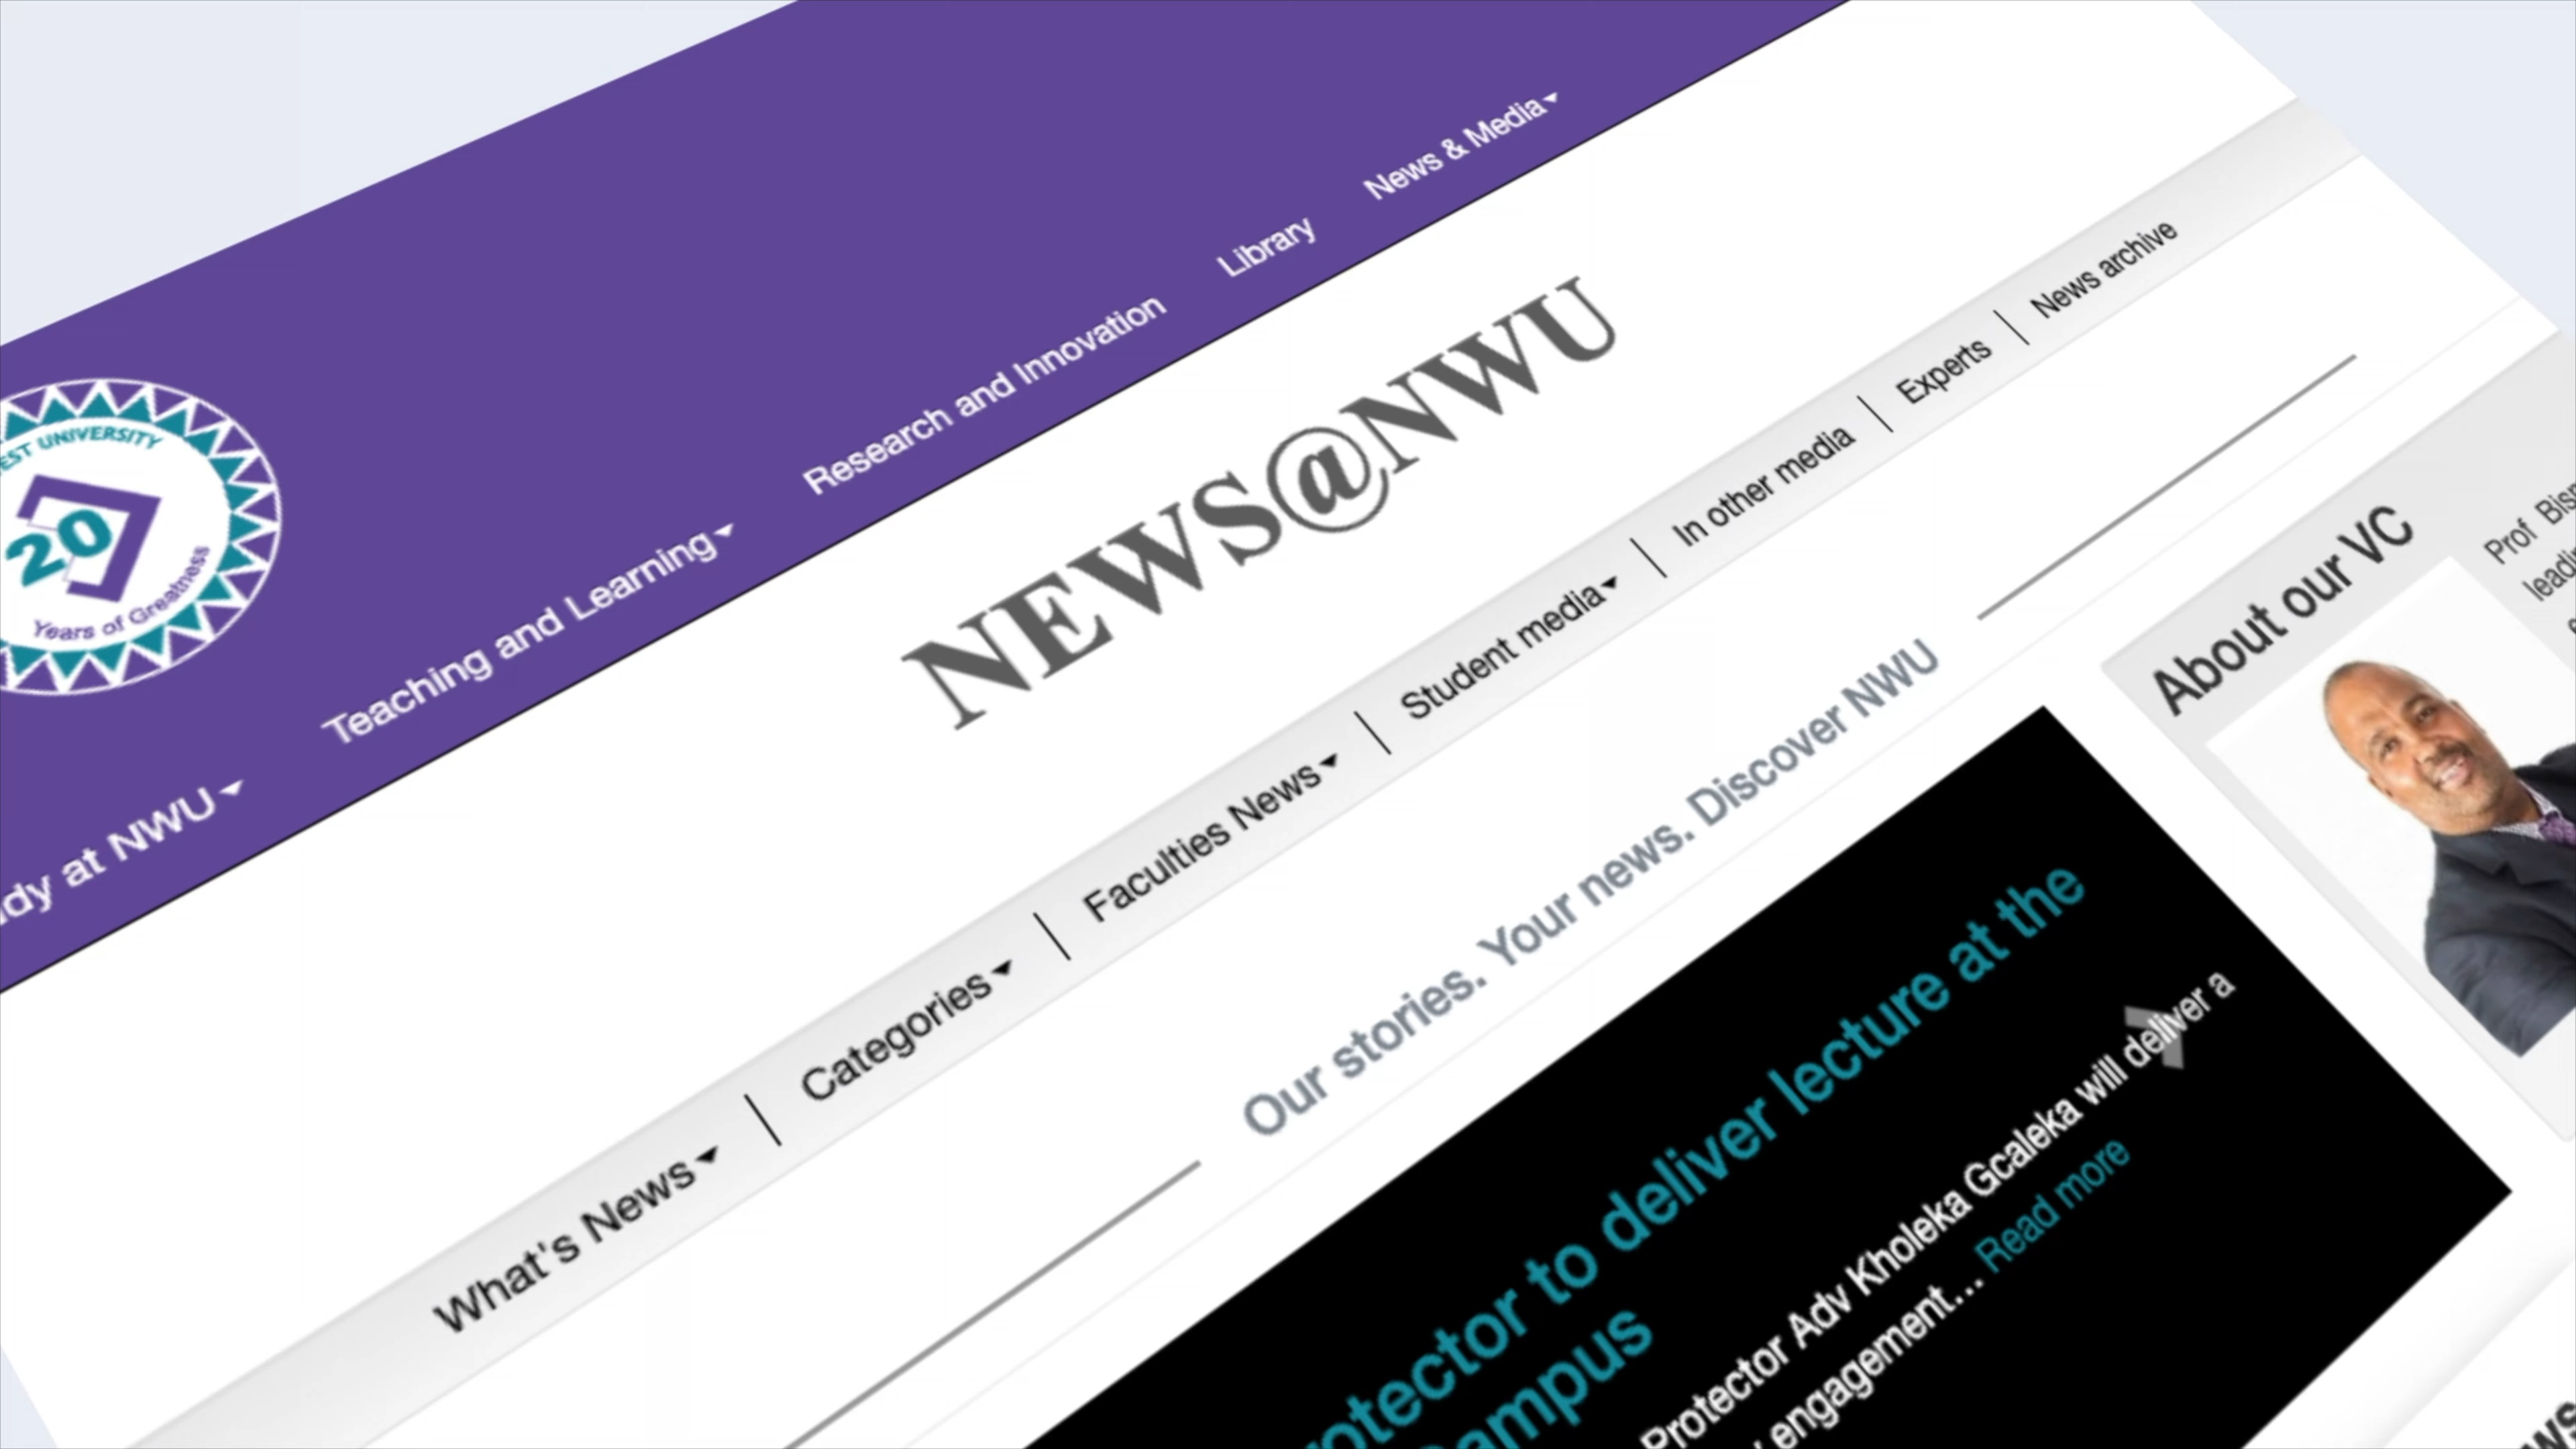 EST UNIVERSITY
20
Years of Greatness
dy at NWU
Teaching and Learning
Research and Innovation
Library
News & Media
NEWS@NWU
What's News | Categories | Faculties News | Student media | In other media | Experts | News archive
Our stories. Your news. Discover NWU
otector to deliver lecture at the
ampus
Protector Adv Kholeka Gcaleka will deliver a
engagement... Read more
About our VC
Prof